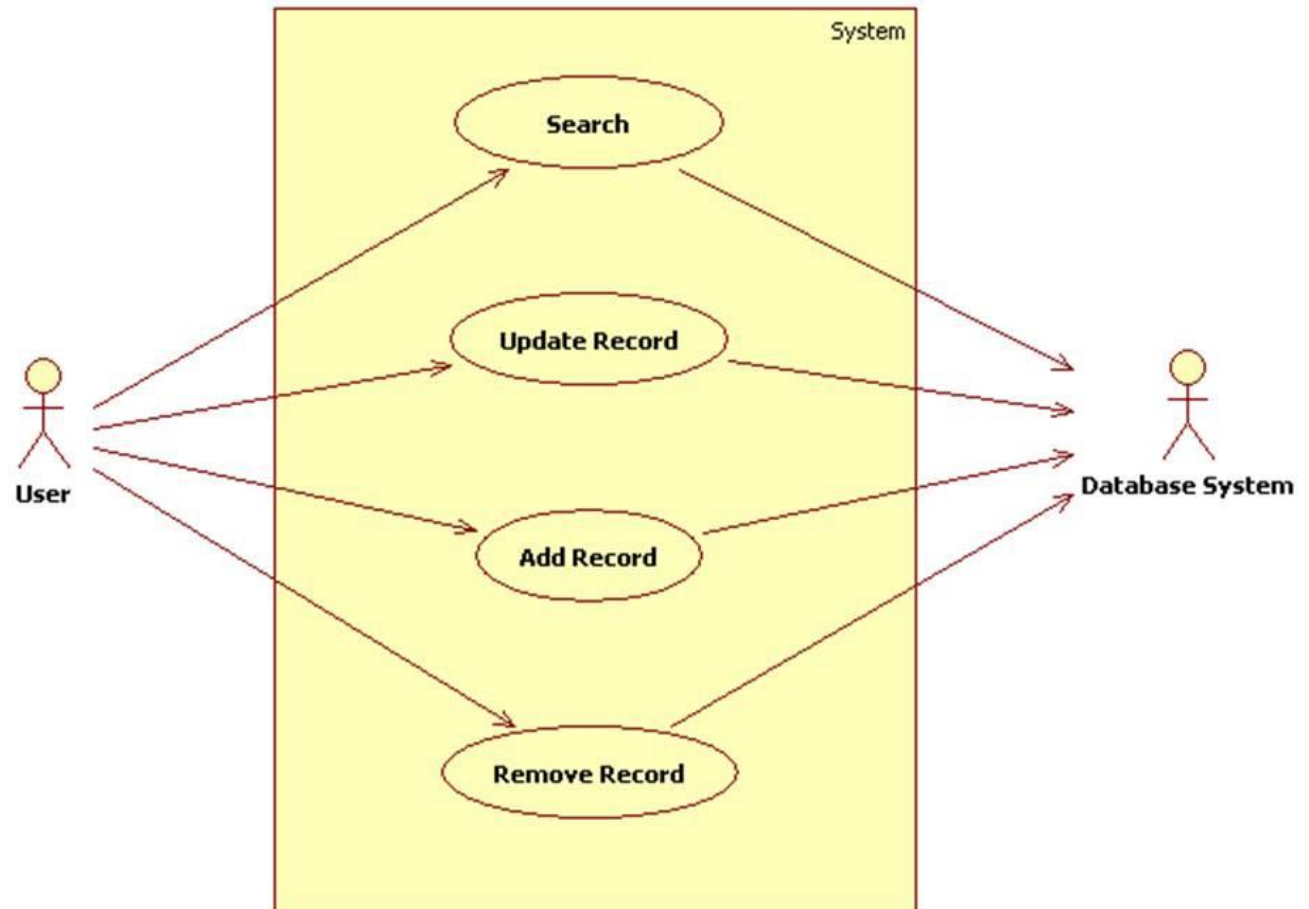 System
Search
Update Record
User
Database System
Add Record
Remove Record